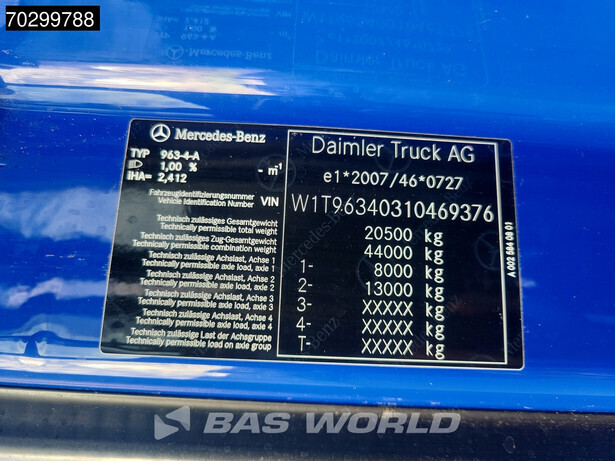 70299788
Mercedes-Benz
TYP 963-4-A
1,00 % - m⁻¹
iHA= 2,412
Fahrzeugidentifizierungsnummer
Vehicle Identification Number VIN
Technisch zulässiges Gesamtgewicht
Technically permissible total weight
Technisch zulässiges Zug-Gesamtgewicht
Technically permissible combination weight
Technisch zulässige Achslast, Achse 1
Technically permissible axle load, axle 1
Technisch zulässige Achslast, Achse 2
Technically permissible axle load, axle 2
Technisch zulässige Achslast, Achse 3
Technically permissible axle load, axle 3
Technisch zulässige Achslast, Achse 4
Technically permissible axle load, axle 4
Technisch zulässige Last der Achsgruppe
Technically permissible load on axle group
Daimler Truck AG
e1*2007/46*0727
W1T96340310469376
20500 kg
44000 kg
1- 8000 kg
2- 13000 kg
3- XXXXX kg
4- XXXXX kg
T- XXXXX kg
A 002 584 08 01
BAS WORLD